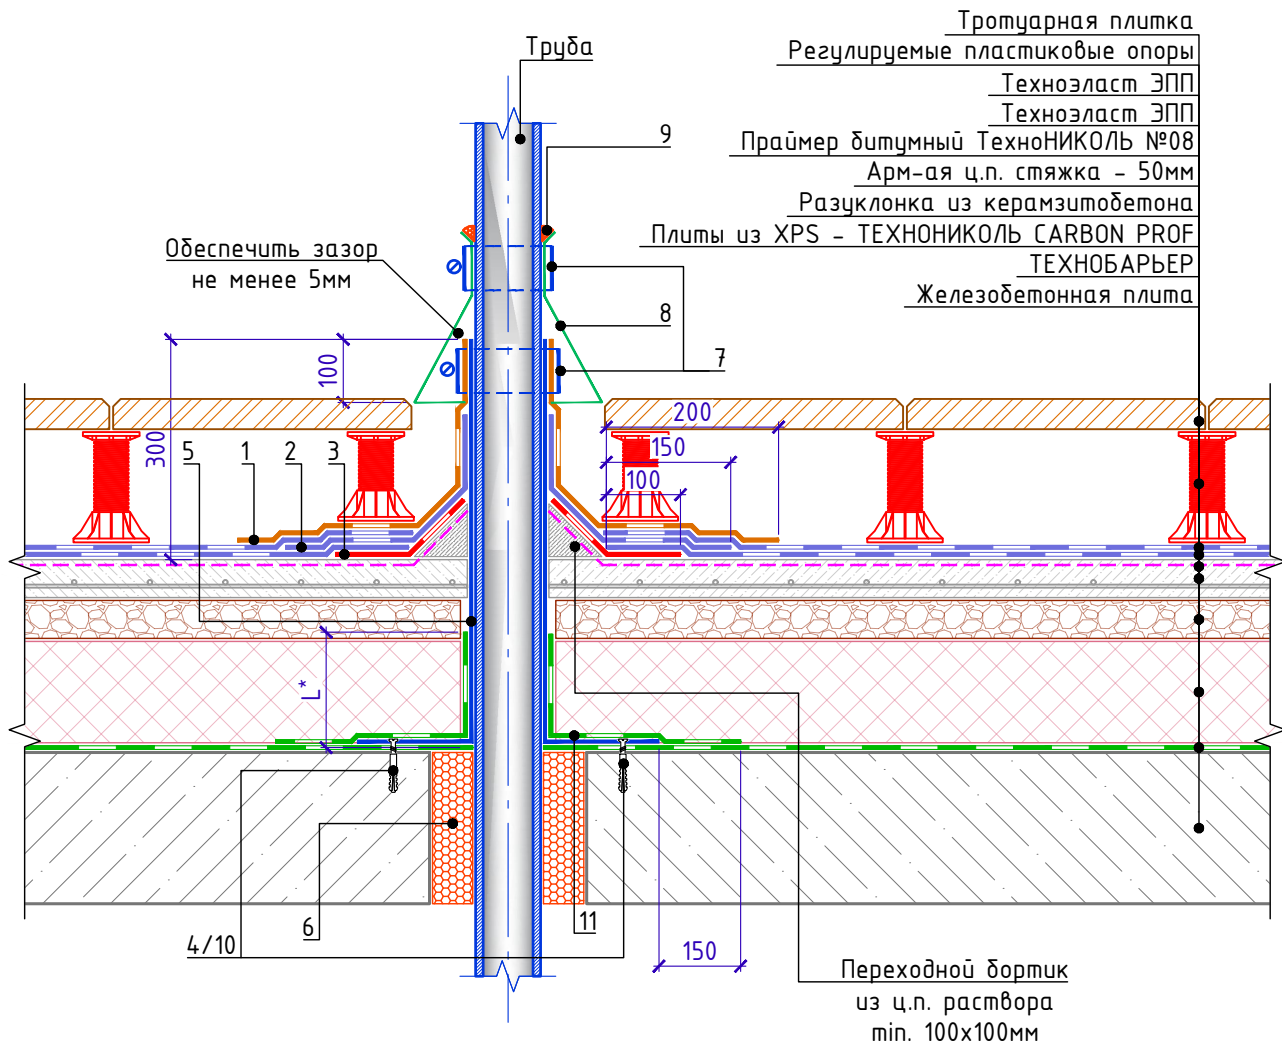 Тротуарная плитка
Труба
Регулируемые пластиковые опоры
Техноэласт ЭПП
Техноэласт ЭПП
9
Праймер битумный ТехноНИКОЛЬ №08
Арм-ая ц.п. стяжка - 50мм
Разуклонка из керамзитобетона
Плиты из XPS - ТЕХНОНИКОЛЬ CARBON PROF
ТЕХНОБАРЬЕР
Железобетонная плита
Обеспечить зазор
не менее 5мм
8
7
100
300
200
150
100
5
1
2
3
L*
4/10
6
11
150
Переходной бортик
из ц.п. раствора
min. 100х100мм